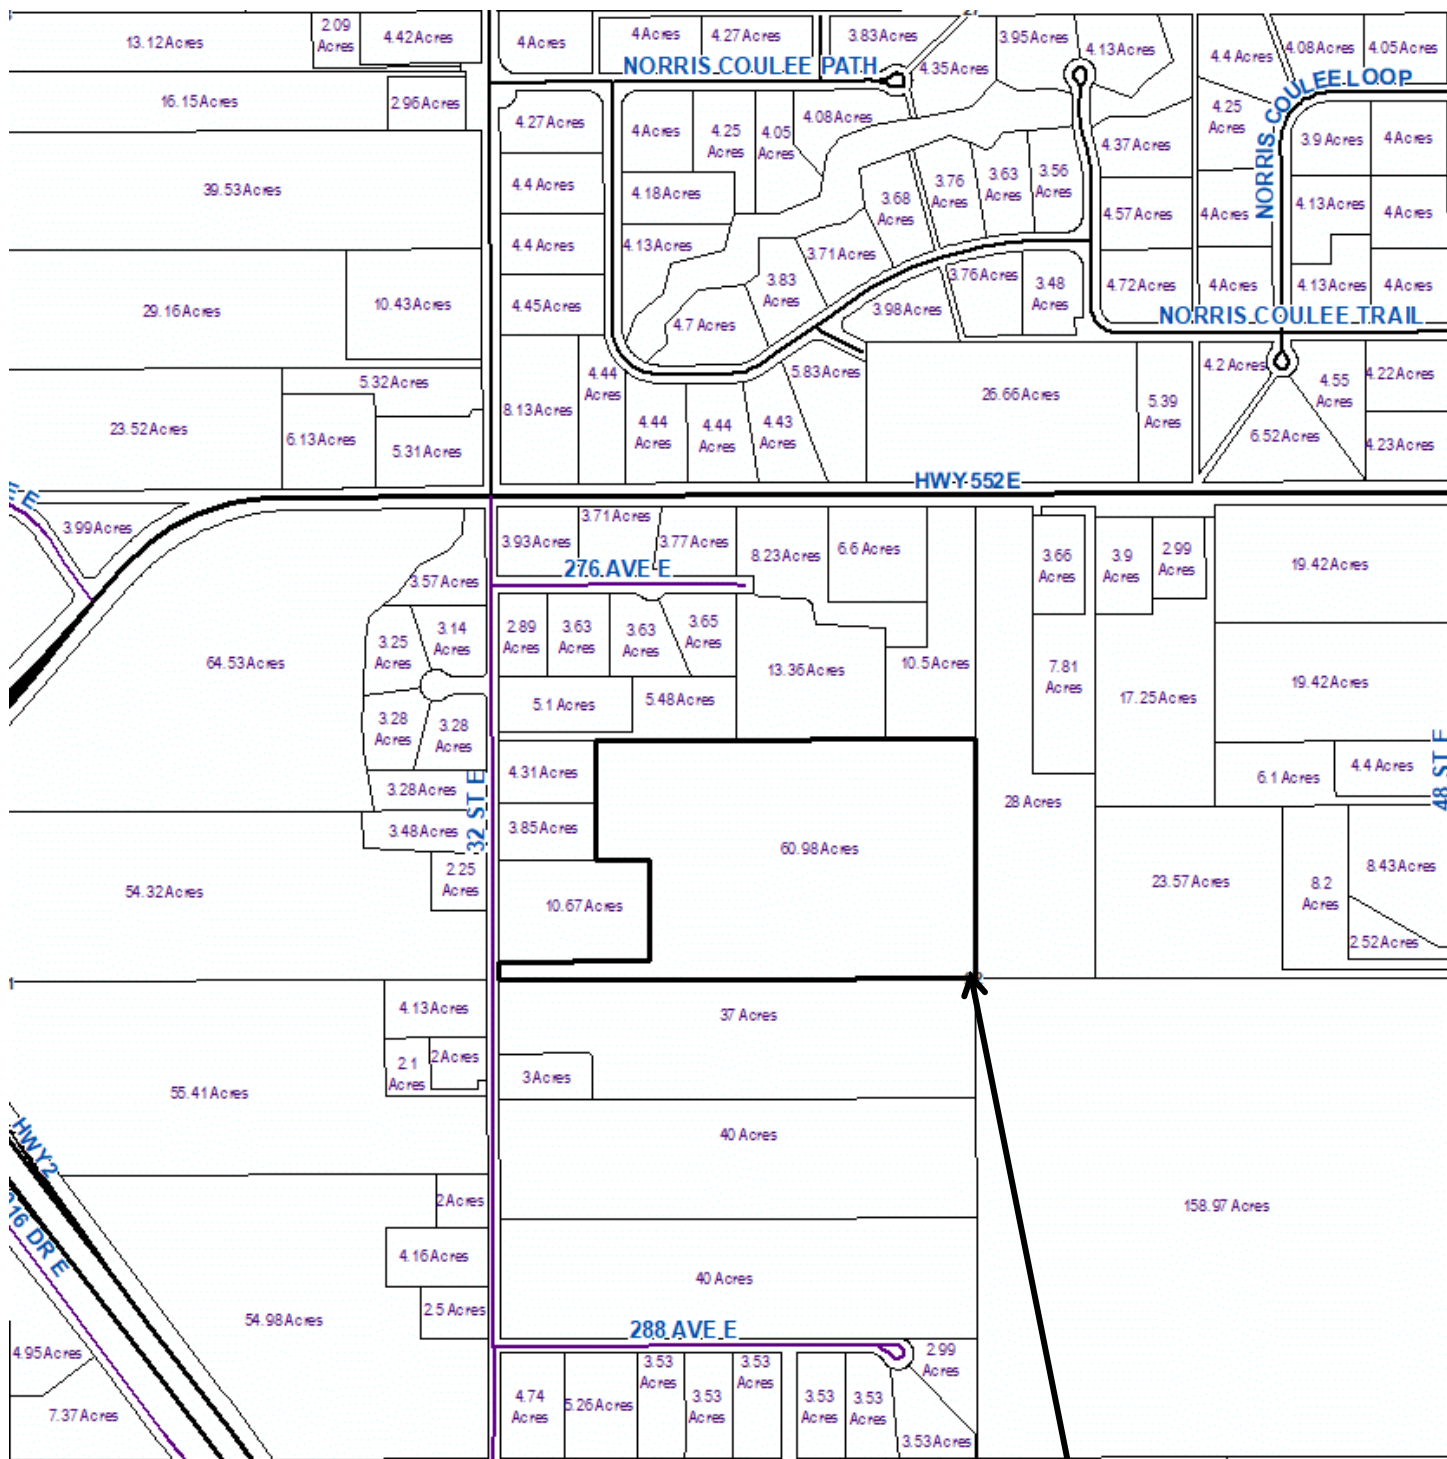 13.12 Acres
2.09
Acres
4.42 Acres
4 Acres
4 Acres
4.27 Acres
3.83 Acres
3.95 Acres
4.13 Acres
4.4 Acres
4.08 Acres
4.05 Acres
NORRIS COULEE PATH
4.35 Acres
NORRIS COULEE LOOP
16.15 Acres
2.96 Acres
4.27 Acres
4 Acres
4.25
Acres
4.05
Acres
4.08 Acres
4.37 Acres
4.25
Acres
3.9 Acres
4 Acres
39.53 Acres
4.4 Acres
4.18 Acres
3.68
Acres
3.76
Acres
3.63
Acres
3.56
Acres
4.57 Acres
4 Acres
4.13 Acres
4 Acres
4.4 Acres
4.13 Acres
3.71 Acres
29.16 Acres
10.43 Acres
4.45 Acres
4.7 Acres
3.83
Acres
3.98 Acres
3.76 Acres
3.48
Acres
4.72 Acres
4 Acres
4.13 Acres
4 Acres
NORRIS COULEE TRAIL
5.32 Acres
23.52 Acres
6.13 Acres
5.31 Acres
8.13 Acres
4.44
Acres
4.44
Acres
4.44
Acres
4.43
Acres
5.83 Acres
26.66 Acres
5.39
Acres
4.2 Acres
4.55
Acres
4.22 Acres
6.52 Acres
4.23 Acres
HWY 552 E
E E
3.99 Acres
3.93 Acres
3.71 Acres
3.77 Acres
8.23 Acres
6.6 Acres
3.66
Acres
3.9
Acres
2.99
Acres
19.42 Acres
276 AVE E
3.57 Acres
64.53 Acres
3.25
Acres
3.14
Acres
2.89
Acres
3.63
Acres
3.63
Acres
3.65
Acres
13.36 Acres
10.5 Acres
7.81
Acres
17.25 Acres
19.42 Acres
3.28
Acres
3.28
Acres
5.1 Acres
5.48 Acres
3.28 Acres
32 ST E
4.31 Acres
28 Acres
6.1 Acres
4.4 Acres
48 ST E
3.48 Acres
3.85 Acres
60.98 Acres
54.32 Acres
2.25
Acres
10.67 Acres
23.57 Acres
8.2
Acres
8.43 Acres
2.52 Acres
4.13 Acres
37 Acres
2.1
Acres
2 Acres
3 Acres
55.41 Acres
40 Acres
HWY 2
2 Acres
158.97 Acres
4.16 Acres
16 DR E
2.5 Acres
40 Acres
54.98 Acres
288 AVE E
4.95 Acres
7.37 Acres
4.74
Acres
5.26 Acres
3.53
Acres
3.53
Acres
3.53
Acres
3.53
Acres
3.53
Acres
2.99
Acres
3.53 Acres